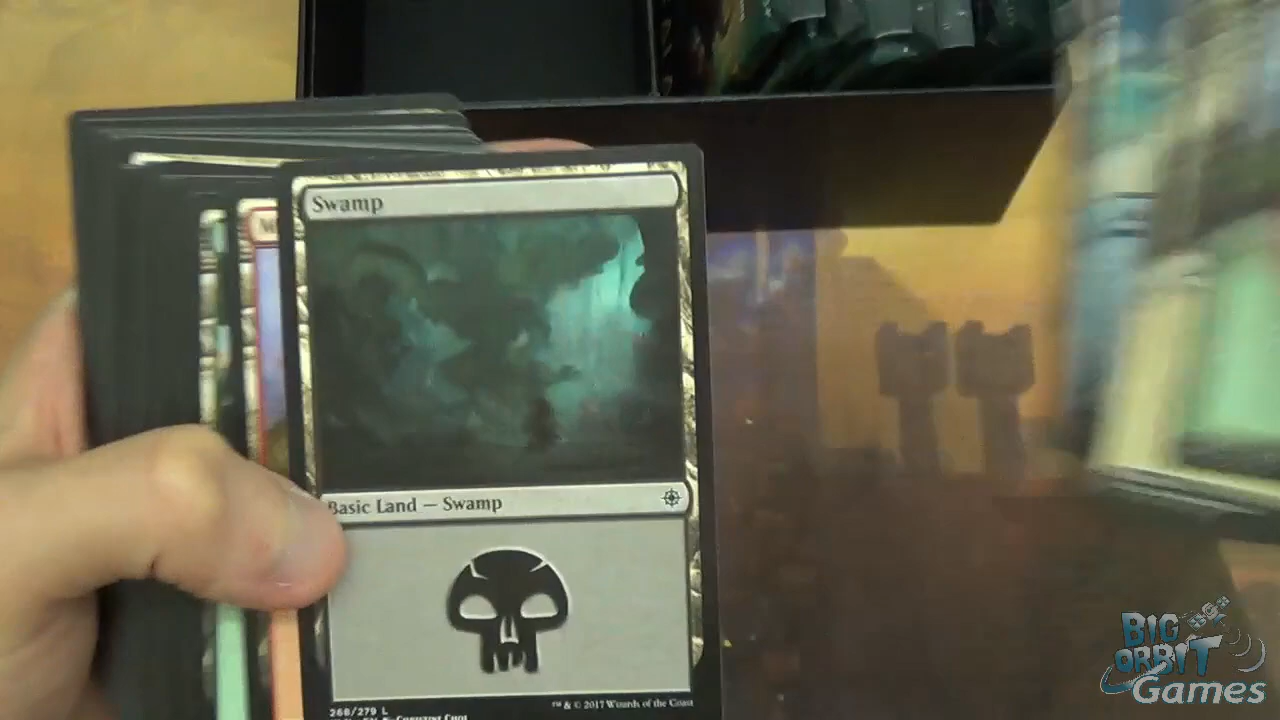 Swamp
Basic Land — Swamp
268/279 L
™ & © 2017 Wizards of the Coast
BIG
ORBIT
Games